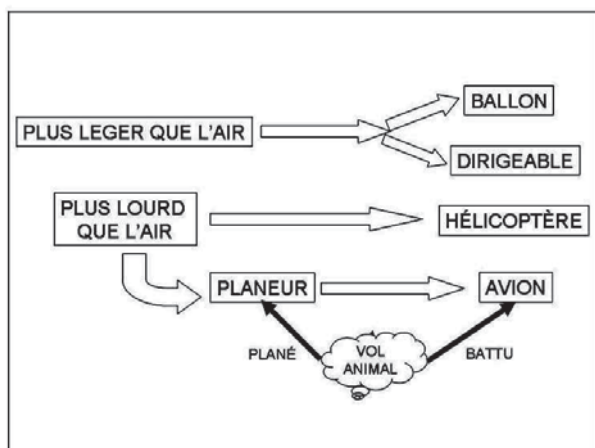 BALLON
PLUS LEGER QUE L'AIR
DIRIGEABLE
PLUS LOURD
QUE L'AIR
HÉLICOPTÈRE
PLANEUR
AVION
PLANÉ
VOL
ANIMAL
BATTU